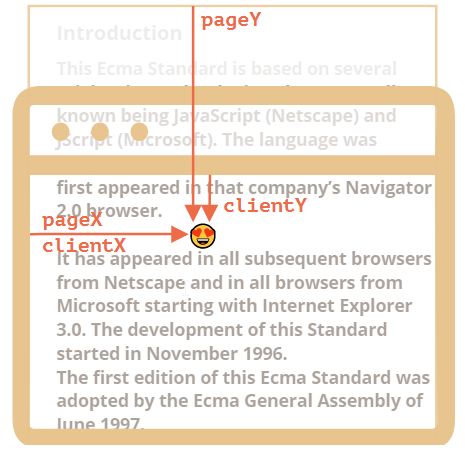 pageY
Introduction
This Ecma Standard is based on several
known being JavaScript (Netscape) and
JScript (Microsoft). The language was
first appeared in that company’s Navigator
2.0 browser.
clientY
pageX
clientX
It has appeared in all subsequent browsers
from Netscape and in all browsers from
Microsoft starting with Internet Explorer
3.0. The development of this Standard
started in November 1996.
The first edition of this Ecma Standard was
adopted by the Ecma General Assembly of
June 1997.